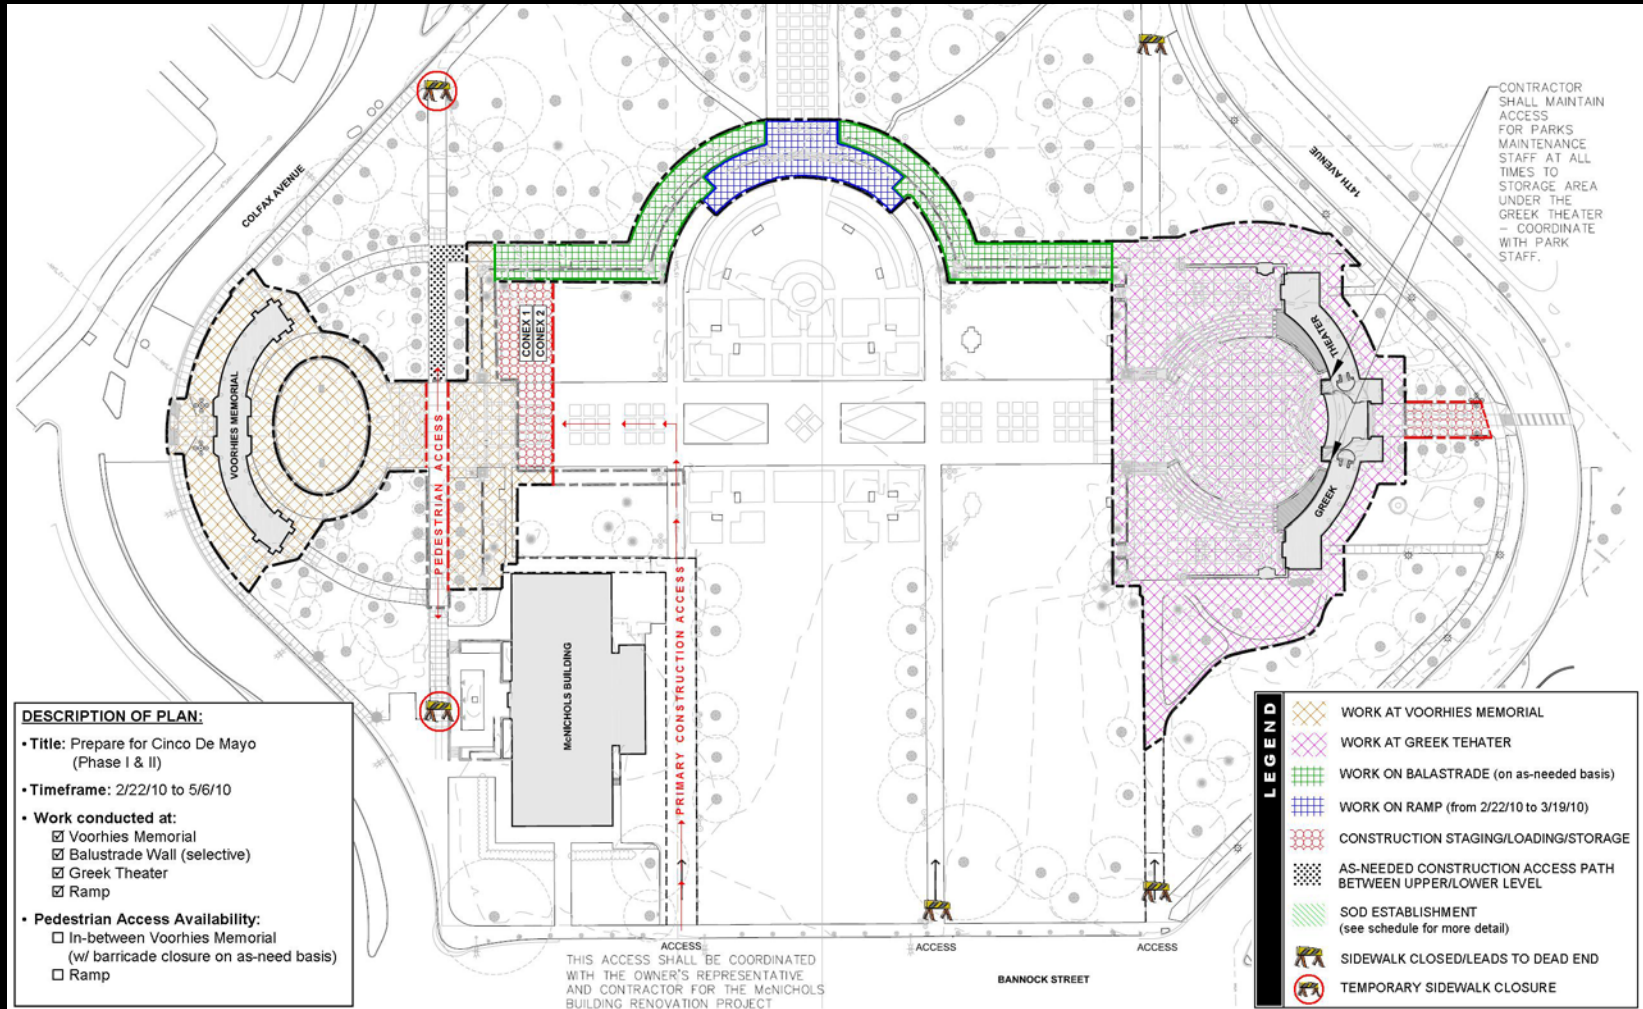 COLFAX AVENUE
14TH AVENUE
CONTRACTOR
SHALL MAINTAIN
ACCESS
FOR PARKS
MAINTENANCE
STAFF AT ALL
TIMES TO
STORAGE AREA
UNDER THE
GREEK THEATER
– COORDINATE
WITH PARK
STAFF.
CONEX 1
CONEX 2
VOORHIES MEMORIAL
PEDESTRIAN ACCESS
THEATER
GREEK
McNICHOLS BUILDING
PRIMARY CONSTRUCTION ACCESS
DESCRIPTION OF PLAN:
• Title: Prepare for Cinco De Mayo
(Phase I & II)
• Timeframe: 2/22/10 to 5/6/10
• Work conducted at:
☑ Voorhies Memorial
☑ Balustrade Wall (selective)
☑ Greek Theater
☑ Ramp
• Pedestrian Access Availability:
☐ In-between Voorhies Memorial
(w/ barricade closure on as-need basis)
☐ Ramp
ACCESS
ACCESS
ACCESS
THIS ACCESS SHALL BE COORDINATED
WITH THE OWNER'S REPRESENTATIVE
AND CONTRACTOR FOR THE McNICHOLS
BUILDING RENOVATION PROJECT
BANNOCK STREET
LEGEND
WORK AT VOORHIES MEMORIAL
WORK AT GREEK TEHATER
WORK ON BALASTRADE (on as-needed basis)
WORK ON RAMP (from 2/22/10 to 3/19/10)
CONSTRUCTION STAGING/LOADING/STORAGE
AS-NEEDED CONSTRUCTION ACCESS PATH
BETWEEN UPPER/LOWER LEVEL
SOD ESTABLISHMENT
(see schedule for more detail)
SIDEWALK CLOSED/LEADS TO DEAD END
TEMPORARY SIDEWALK CLOSURE